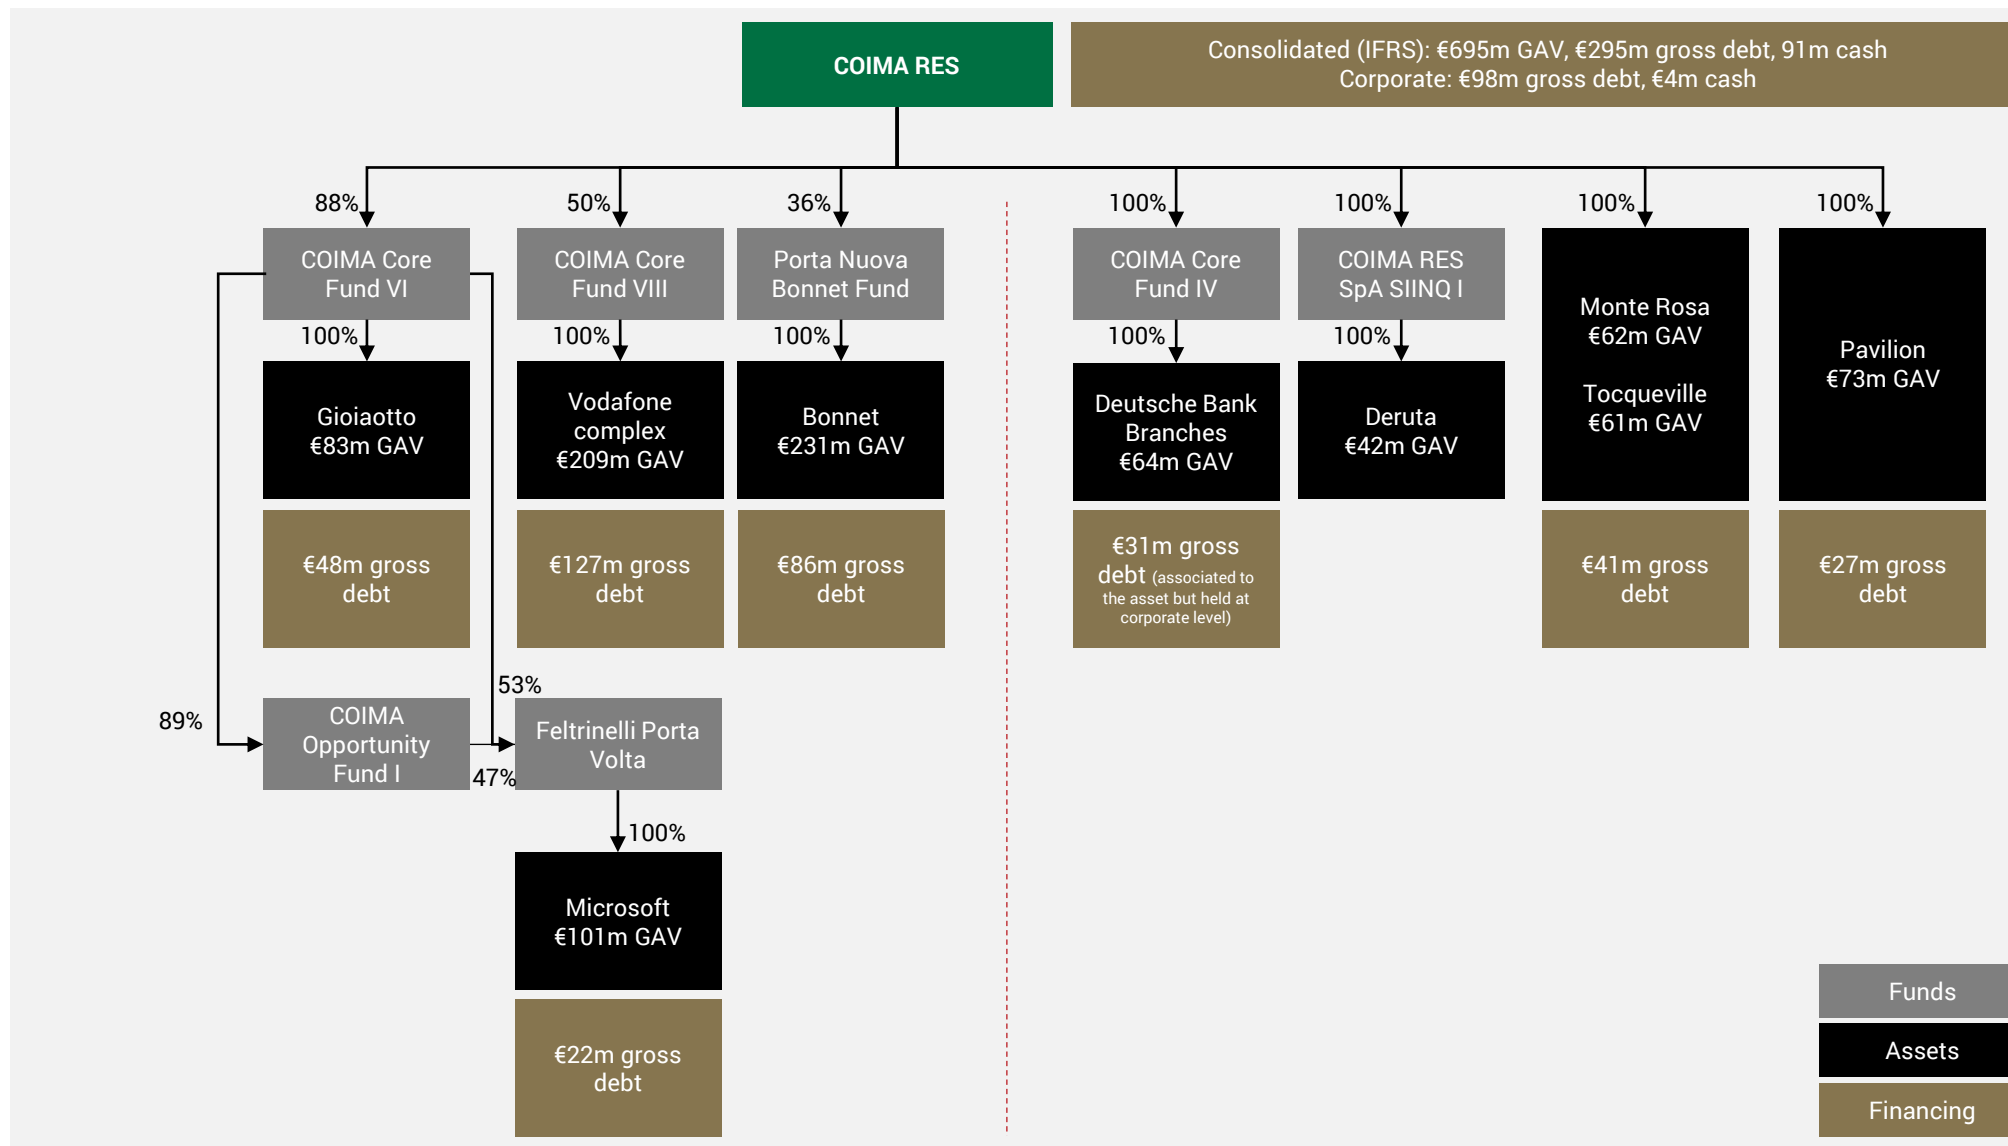 COIMA RES
Consolidated (IFRS): €695m GAV, €295m gross debt, 91m cash
Corporate: €98m gross debt, €4m cash
88%
50%
36%
100%
100%
100%
100%
COIMA Core
Fund VI
COIMA Core
Fund VIII
Porta Nuova
Bonnet Fund
COIMA Core
Fund IV
COIMA RES
SpA SIINQ I
100%
100%
100%
100%
100%
Gioiaotto
€83m GAV
Vodafone
complex
€209m GAV
Bonnet
€231m GAV
Deutsche Bank
Branches
€64m GAV
Deruta
€42m GAV
Monte Rosa
€62m GAV
Tocqueville
€61m GAV
Pavilion
€73m GAV
€48m gross
debt
€127m gross
debt
€86m gross
debt
€31m gross
debt (associated to
the asset but held at
corporate level)
€41m gross
debt
€27m gross
debt
89%
53%
COIMA
Opportunity
Fund I
47%
Feltrinelli Porta
Volta
100%
Microsoft
€101m GAV
€22m gross
debt
Funds
Assets
Financing